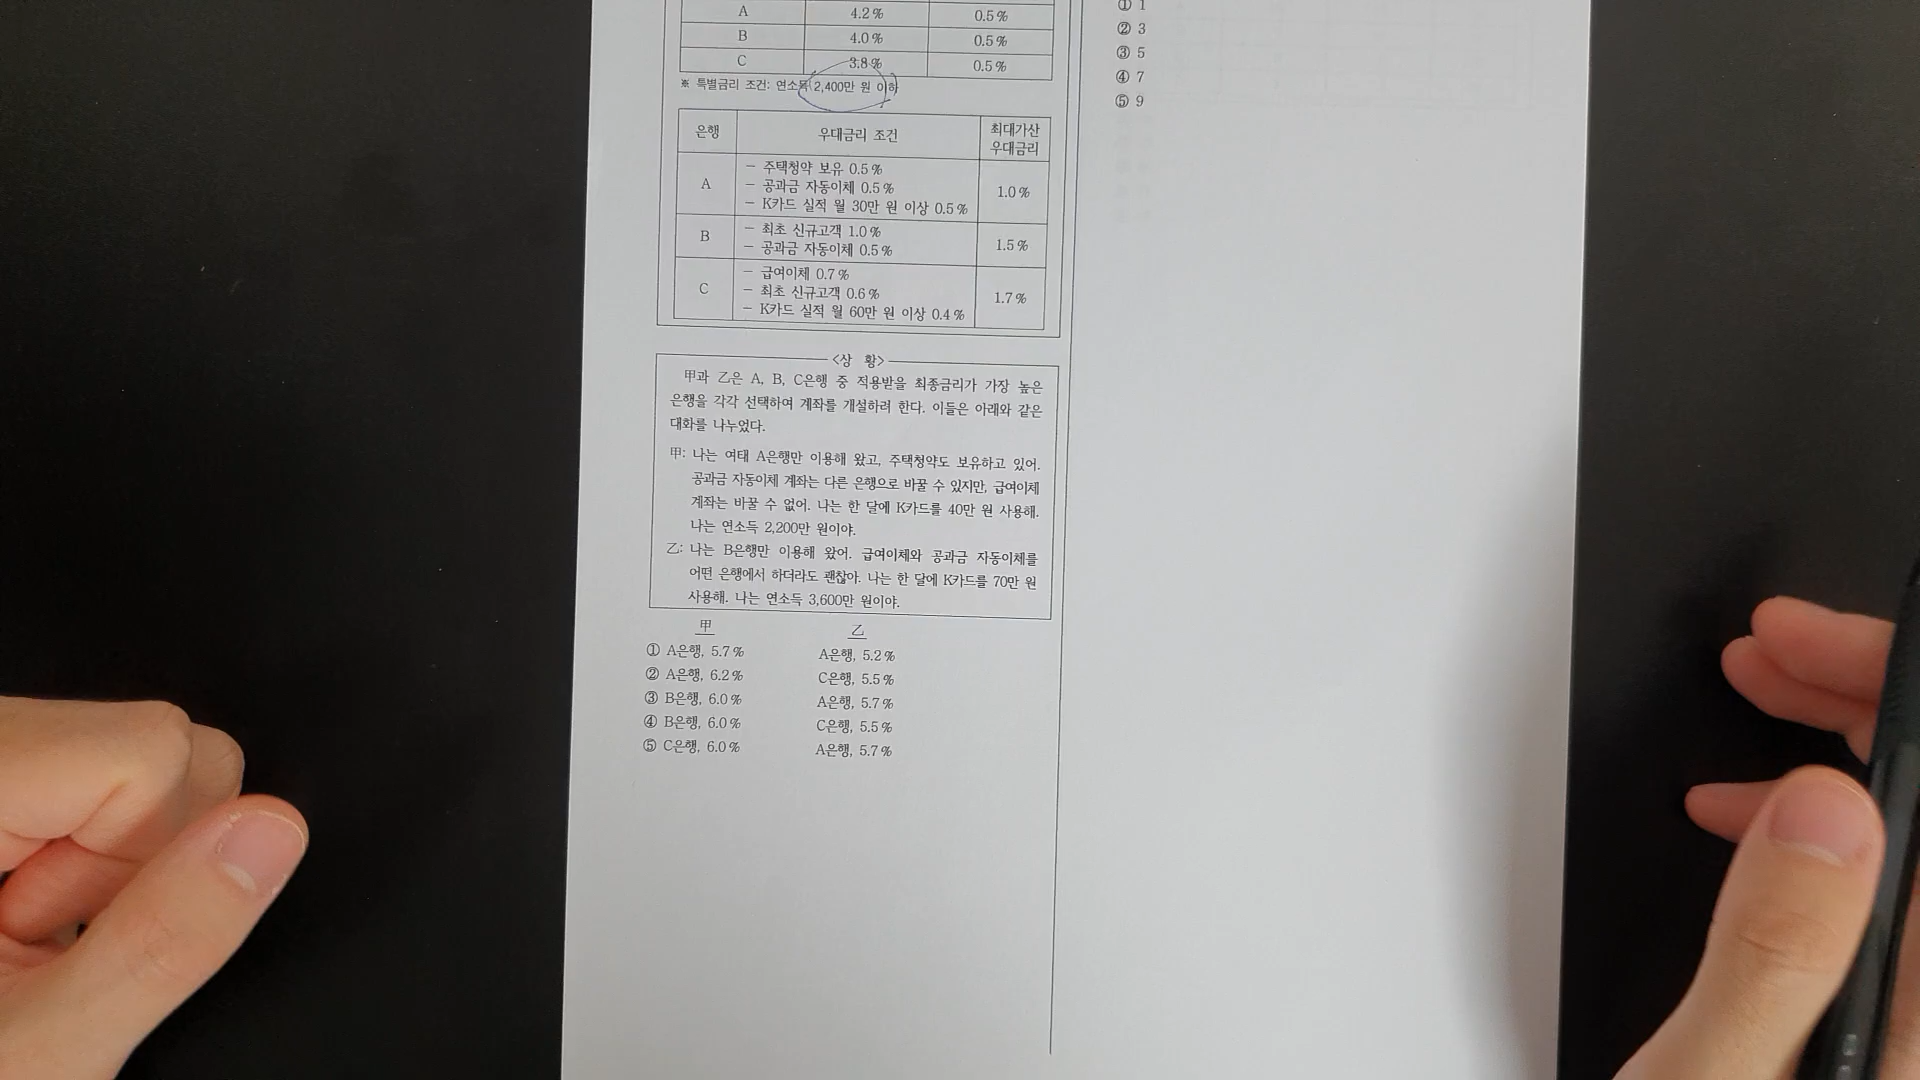 A 4.2% 0.5%
B 4.0% 0.5%
C 3.8% 0.5%
※ 특별금리 조건: 연소득 2,400만 원 이하
은행 우대금리 조건 최대가산 우대금리
A
- 주택청약 보유 0.5%
- 공과금 자동이체 0.5%
- K카드 실적 월 30만 원 이상 0.5%
1.0%
B
- 최초 신규고객 1.0%
- 공과금 자동이체 0.5%
1.5%
C
- 급여이체 0.7%
- 최초 신규고객 0.6%
- K카드 실적 월 60만 원 이상 0.4%
1.7%
<상 황>
甲과 乙은 A, B, C은행 중 적용받을 최종금리가 가장 높은
은행을 각각 선택하여 계좌를 개설하려 한다. 이들은 아래와 같은
대화를 나누었다.
甲: 나는 여태 A은행만 이용해 왔고, 주택청약도 보유하고 있어.
공과금 자동이체 계좌는 다른 은행으로 바꿀 수 있지만, 급여이체
계좌는 바꿀 수 없어. 나는 한 달에 K카드를 40만 원 사용해.
나는 연소득 2,200만 원이야.
乙: 나는 B은행만 이용해 왔어. 급여이체와 공과금 자동이체를
어떤 은행에서 하더라도 괜찮아. 나는 한 달에 K카드를 70만 원
사용해. 나는 연소득 3,600만 원이야.
甲 乙
① A은행, 5.7% A은행, 5.2%
② A은행, 6.2% C은행, 5.5%
③ B은행, 6.0% A은행, 5.7%
④ B은행, 6.0% C은행, 5.5%
⑤ C은행, 6.0% A은행, 5.7%
① 1
② 3
③ 5
④ 7
⑤ 9